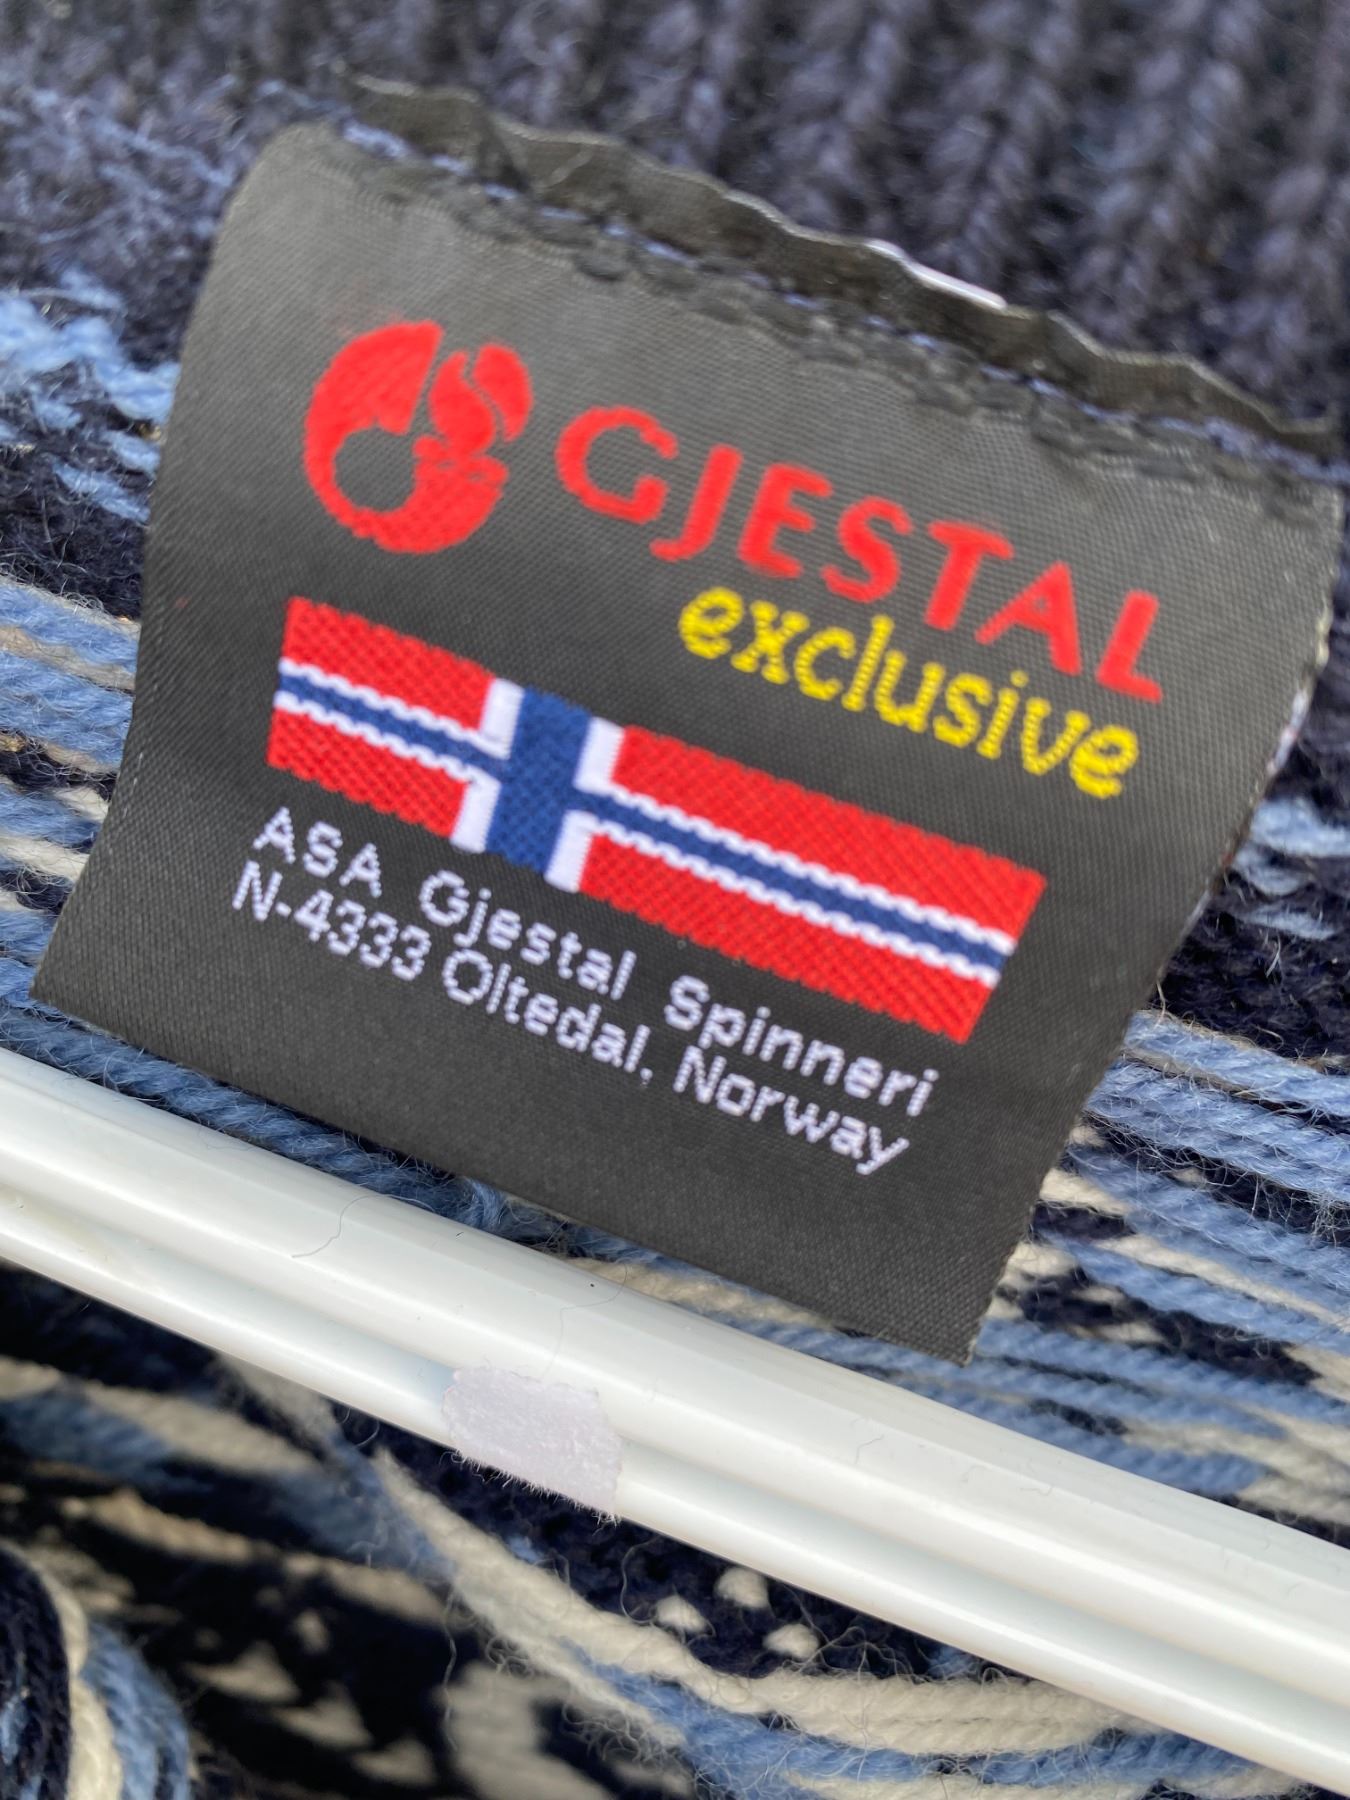 GJESTAL
exclusive
ASA Gjestal Spinneri
N-4333 Oltedal, Norway